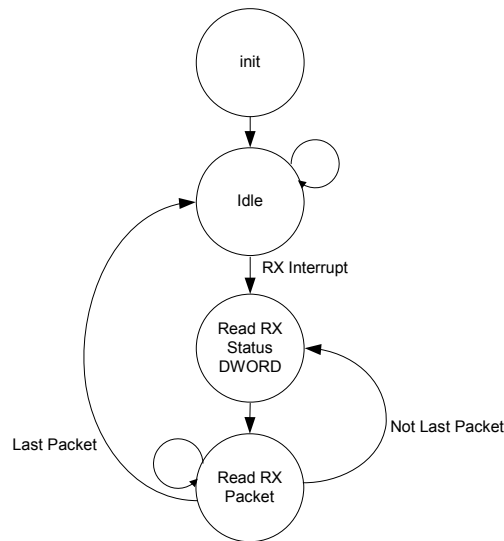 init
Idle
RX Interrupt
Read RX
Status
DWORD
Not Last Packet
Last Packet
Read RX
Packet